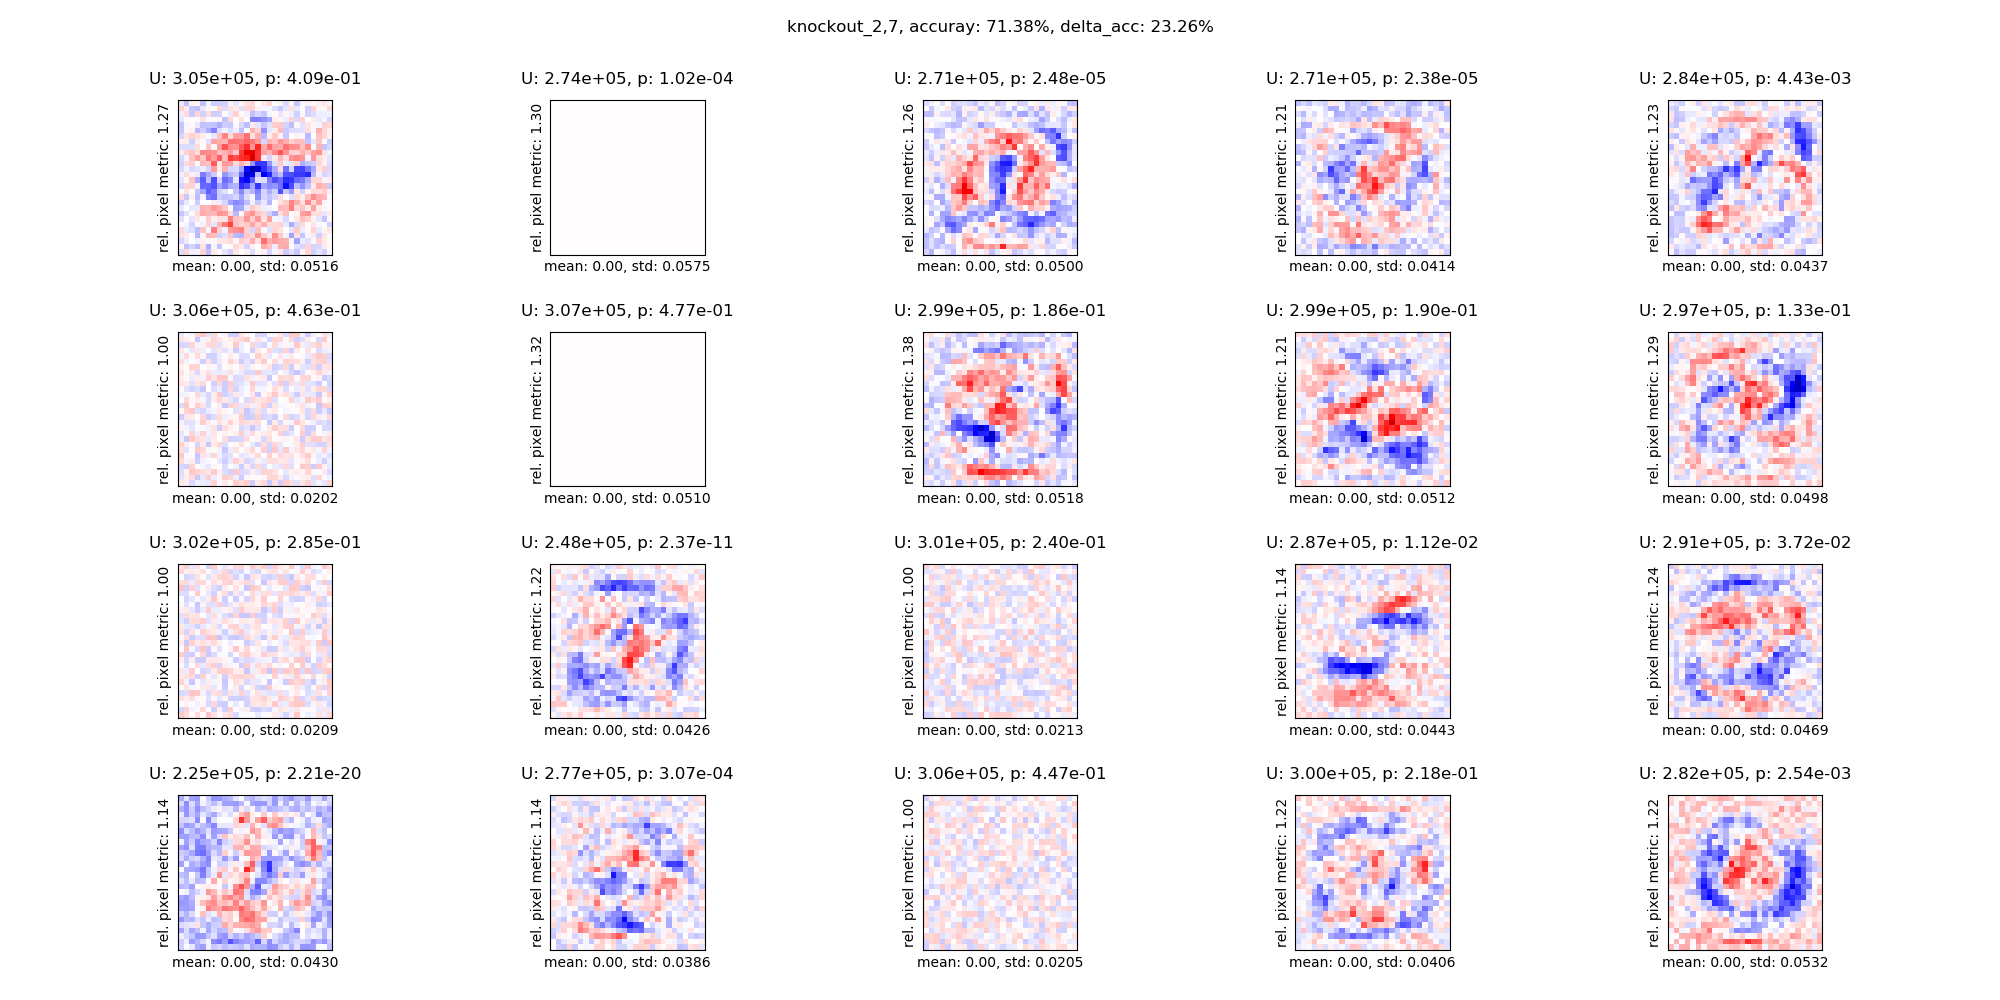 knockout_2,7, accuray: 71.38%, delta_acc: 23.26%
U: 3.05e+05, p: 4.09e-01
rel. pixel metric: 1.27
mean: 0.00, std: 0.0516
U: 2.74e+05, p: 1.02e-04
rel. pixel metric: 1.30
mean: 0.00, std: 0.0575
U: 2.71e+05, p: 2.48e-05
rel. pixel metric: 1.26
mean: 0.00, std: 0.0500
U: 2.71e+05, p: 2.38e-05
rel. pixel metric: 1.21
mean: 0.00, std: 0.0414
U: 2.84e+05, p: 4.43e-03
rel. pixel metric: 1.23
mean: 0.00, std: 0.0437
U: 3.06e+05, p: 4.63e-01
rel. pixel metric: 1.00
mean: 0.00, std: 0.0202
U: 3.07e+05, p: 4.77e-01
rel. pixel metric: 1.32
mean: 0.00, std: 0.0510
U: 2.99e+05, p: 1.86e-01
rel. pixel metric: 1.38
mean: 0.00, std: 0.0518
U: 2.99e+05, p: 1.90e-01
rel. pixel metric: 1.21
mean: 0.00, std: 0.0512
U: 2.97e+05, p: 1.33e-01
rel. pixel metric: 1.29
mean: 0.00, std: 0.0498
U: 3.02e+05, p: 2.85e-01
rel. pixel metric: 1.00
mean: 0.00, std: 0.0209
U: 2.48e+05, p: 2.37e-11
rel. pixel metric: 1.22
mean: 0.00, std: 0.0426
U: 3.01e+05, p: 2.40e-01
rel. pixel metric: 1.00
mean: 0.00, std: 0.0213
U: 2.87e+05, p: 1.12e-02
rel. pixel metric: 1.14
mean: 0.00, std: 0.0443
U: 2.91e+05, p: 3.72e-02
rel. pixel metric: 1.24
mean: 0.00, std: 0.0469
U: 2.25e+05, p: 2.21e-20
rel. pixel metric: 1.14
mean: 0.00, std: 0.0430
U: 2.77e+05, p: 3.07e-04
rel. pixel metric: 1.14
mean: 0.00, std: 0.0386
U: 3.06e+05, p: 4.47e-01
rel. pixel metric: 1.00
mean: 0.00, std: 0.0205
U: 3.00e+05, p: 2.18e-01
rel. pixel metric: 1.22
mean: 0.00, std: 0.0406
U: 2.82e+05, p: 2.54e-03
rel. pixel metric: 1.22
mean: 0.00, std: 0.0532